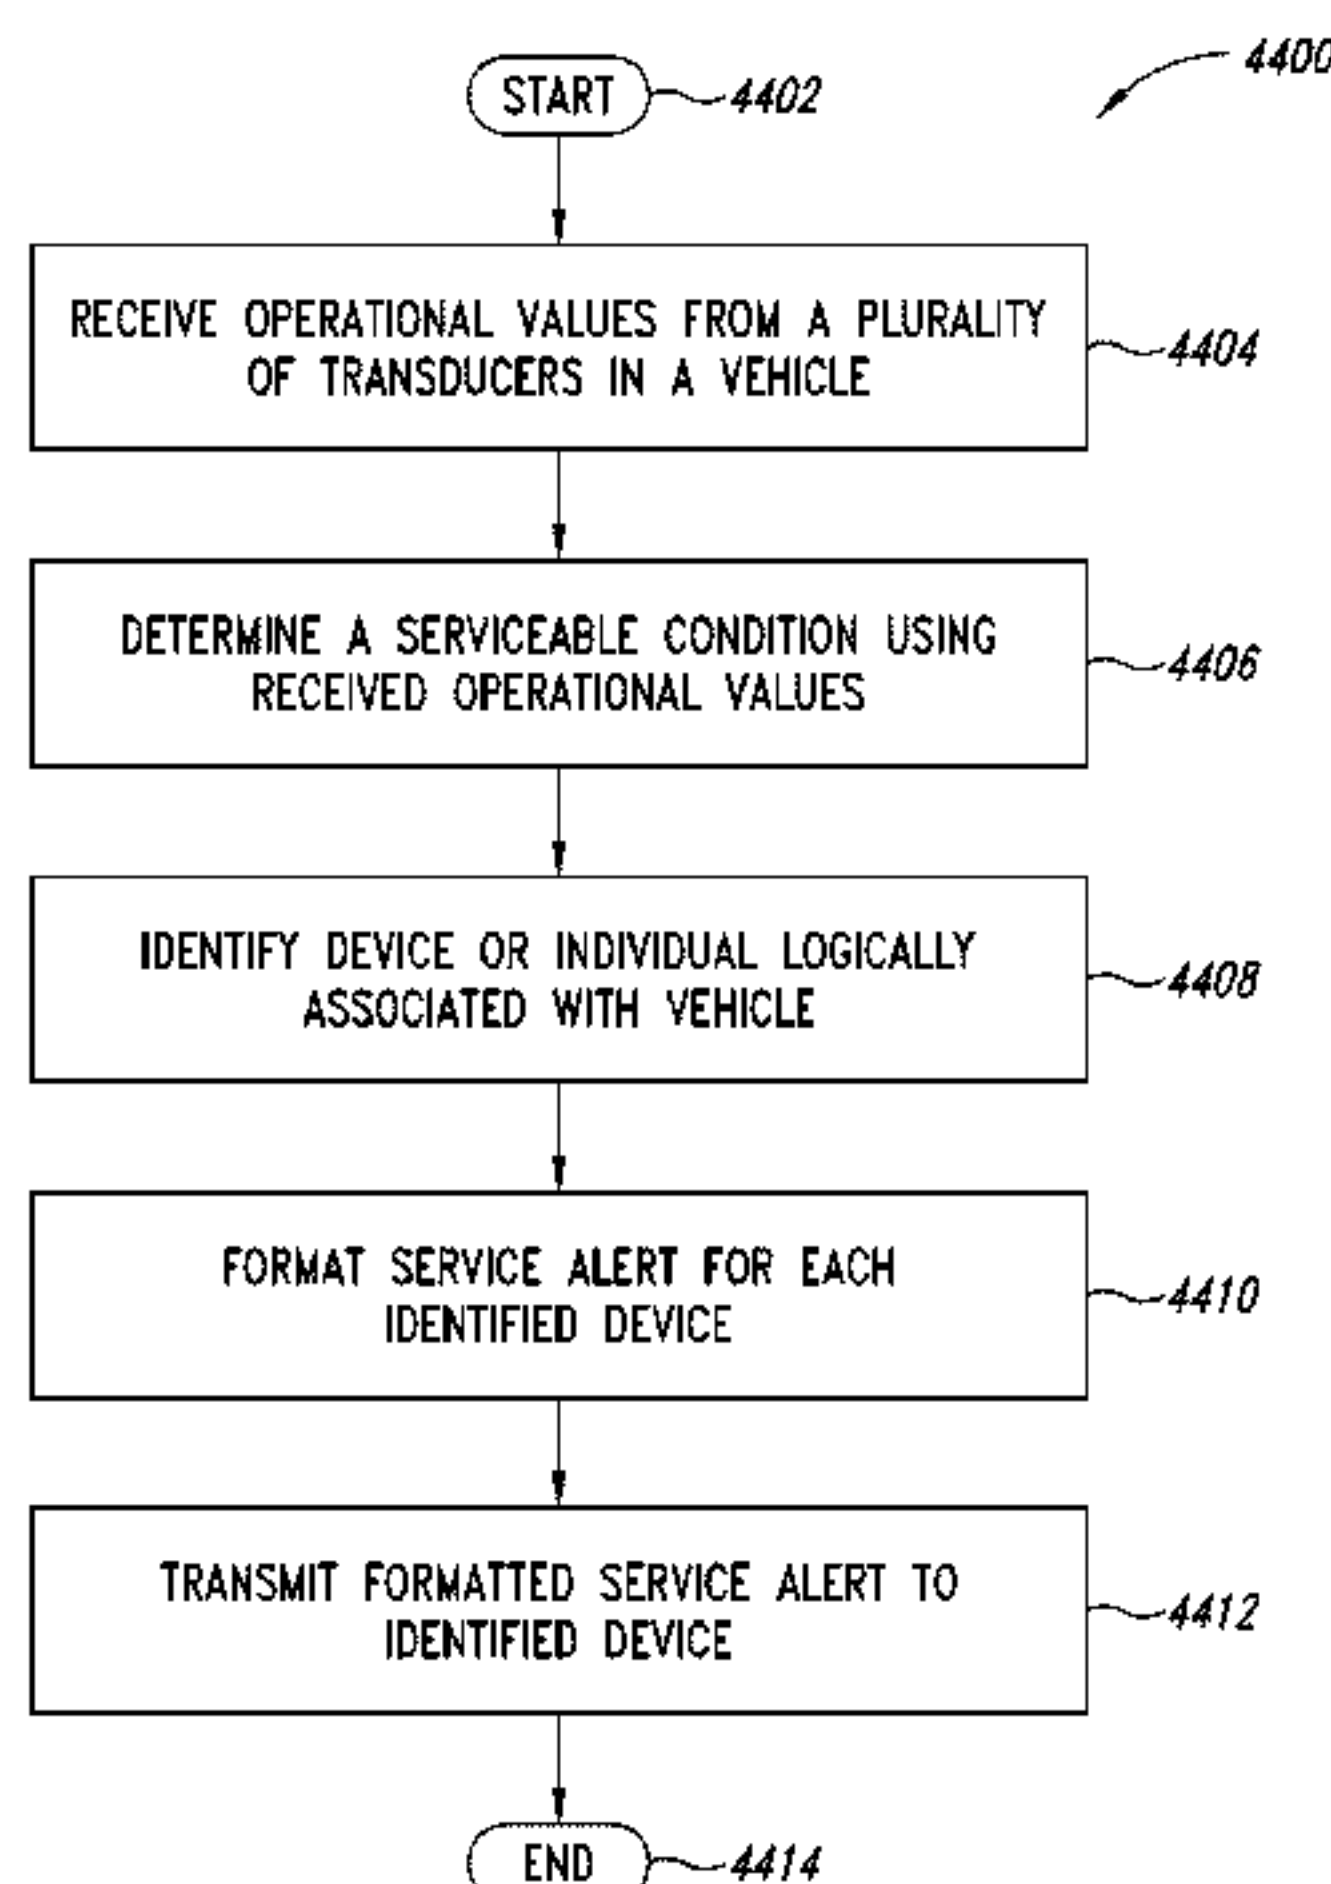 4400
START 4402
RECEIVE OPERATIONAL VALUES FROM A PLURALITY
OF TRANSDUCERS IN A VEHICLE
4404
DETERMINE A SERVICEABLE CONDITION USING
RECEIVED OPERATIONAL VALUES
4406
IDENTIFY DEVICE OR INDIVIDUAL LOGICALLY
ASSOCIATED WITH VEHICLE
4408
FORMAT SERVICE ALERT FOR EACH
IDENTIFIED DEVICE
4410
TRANSMIT FORMATTED SERVICE ALERT TO
IDENTIFIED DEVICE
4412
END 4414